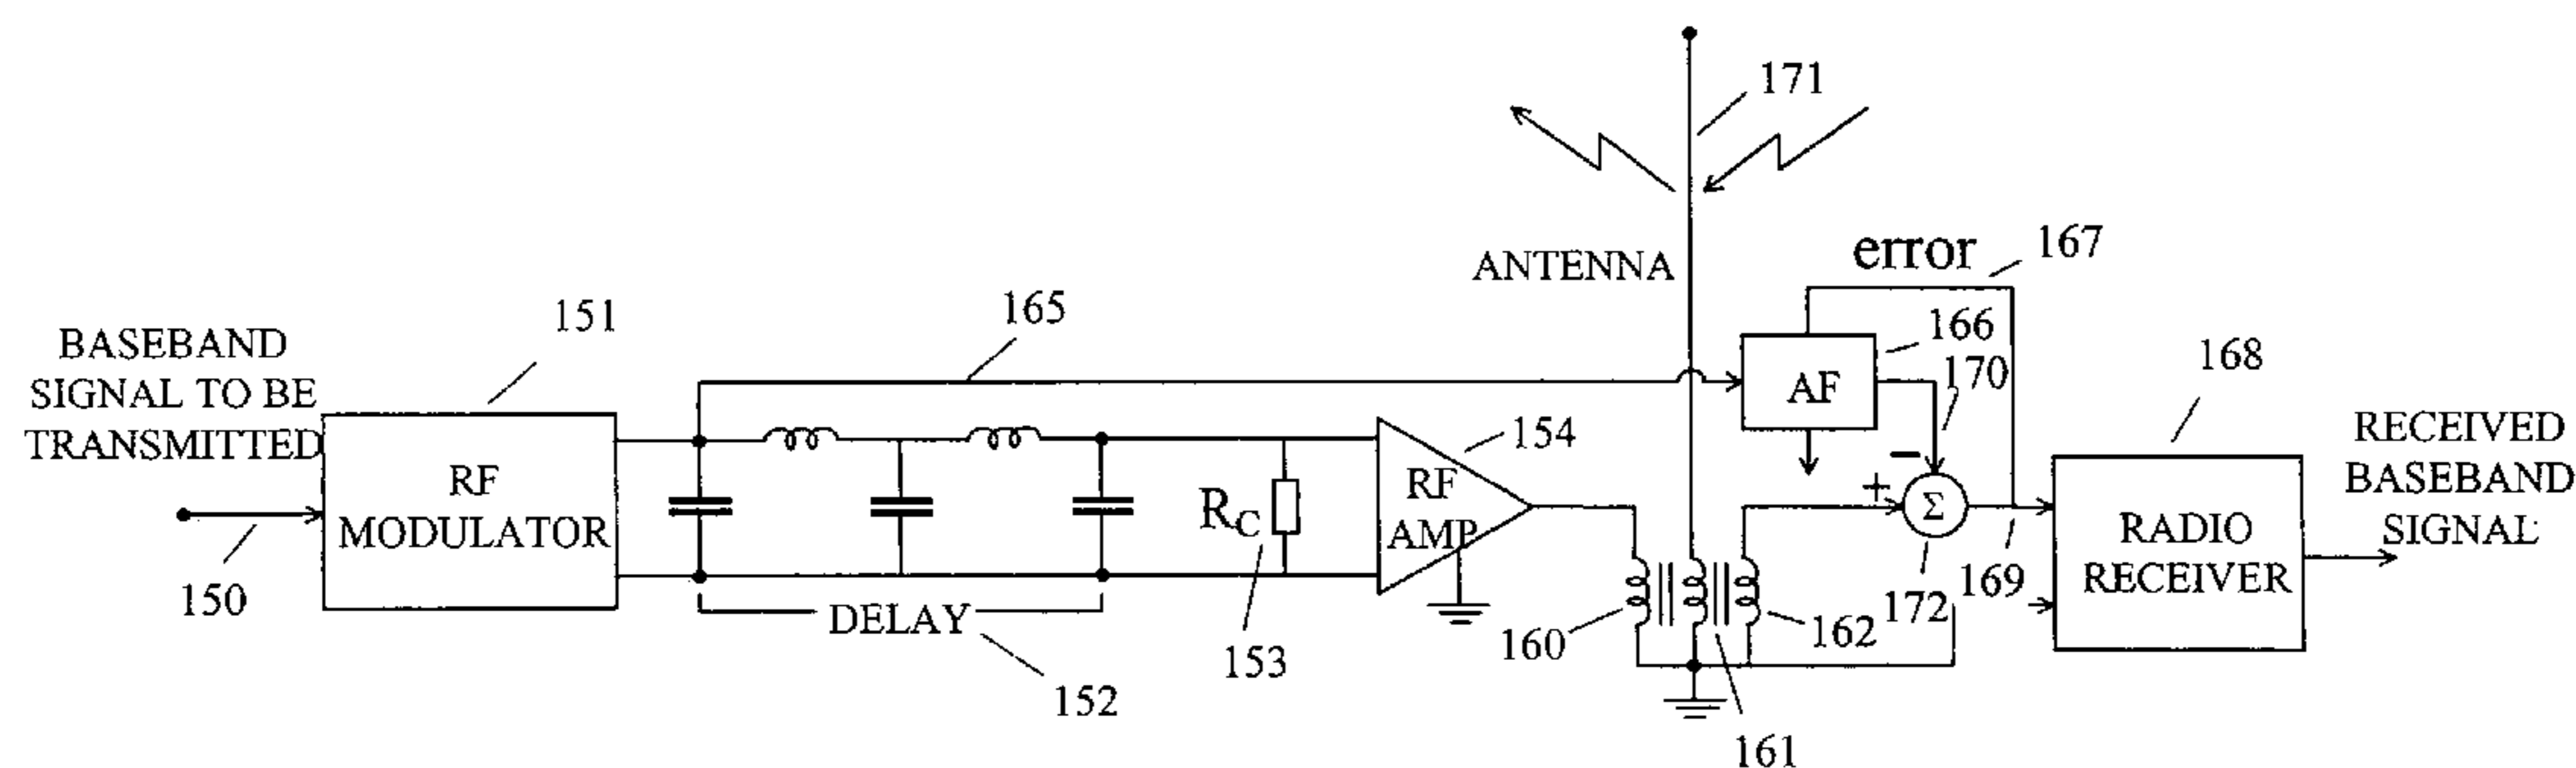 171
ANTENNA
error
167
166
170
168
165
151
BASEBAND
SIGNAL TO BE
TRANSMITTED
150
RF
MODULATOR
DELAY
152
R_C
153
154
RF
AMP
AF
−
+
Σ
160
161
162
172
169
RADIO
RECEIVER
RECEIVED
BASEBAND
SIGNAL